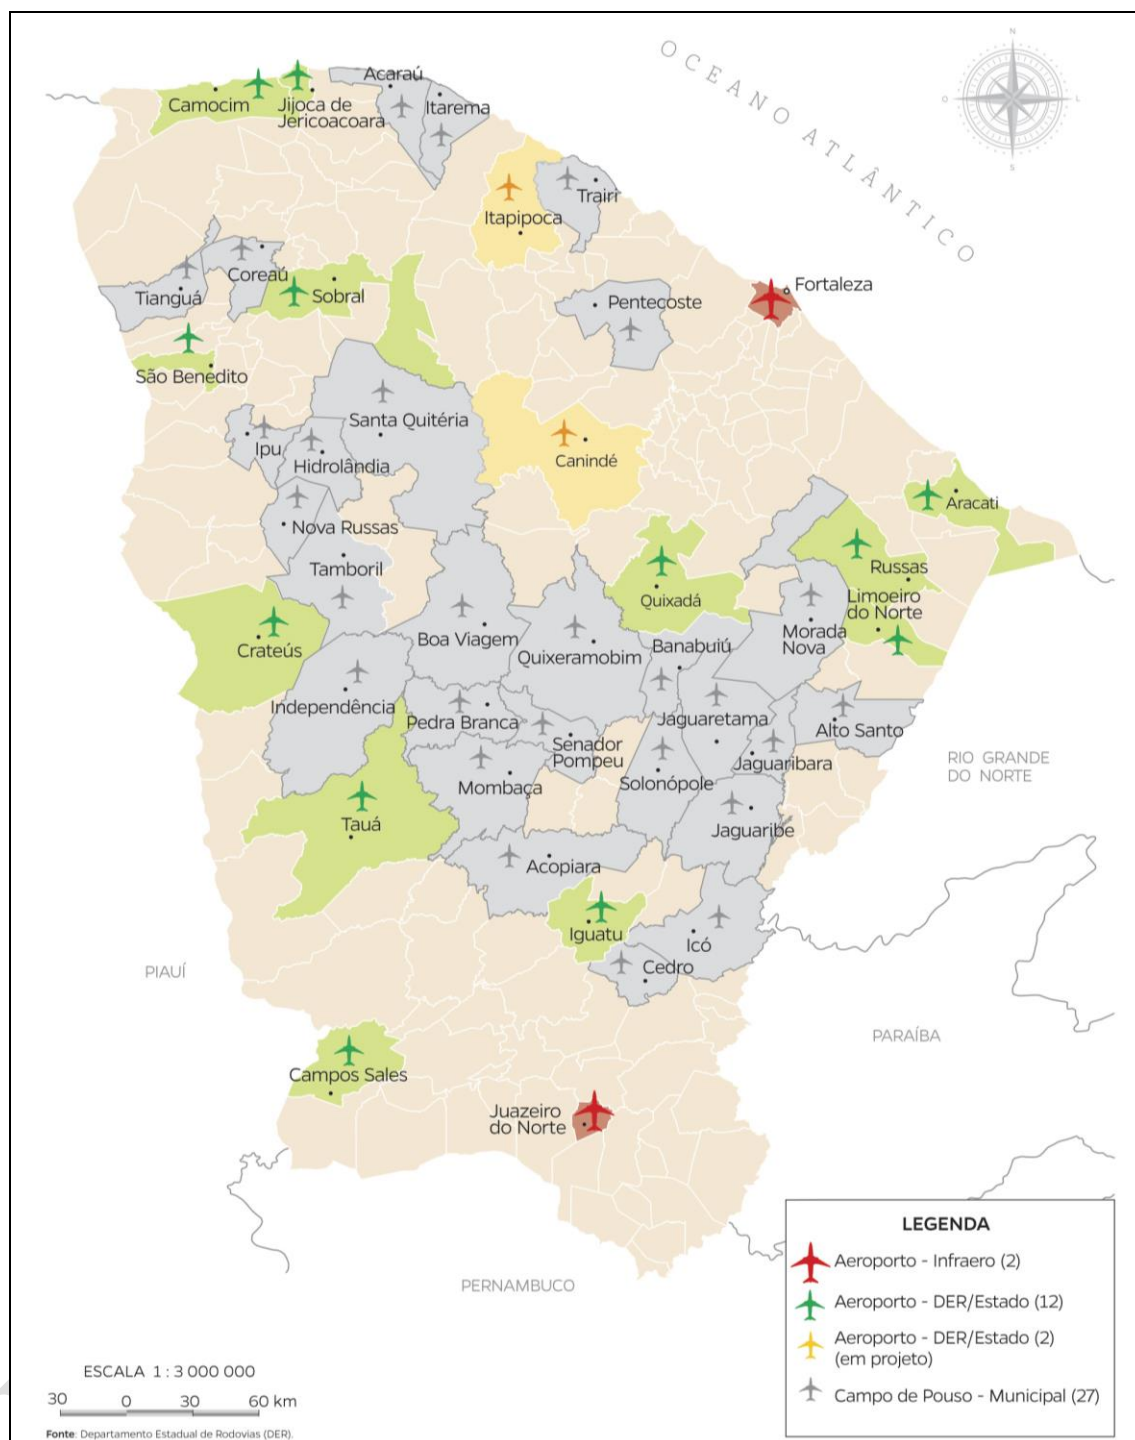 N
O
L
S
OCEANO ATLÂNTICO
Acaraú
Camocim
Jijoca de
Jericoacoara
Itarema
Trairi
Itapipoca
Coreaú
Tianguá
Sobral
Fortaleza
Pentecoste
São Benedito
Santa Quitéria
Ipu
Hidrolândia
Canindé
Aracati
Nova Russas
Tamboril
Russas
Quixadá
Limoeiro
do Norte
Crateús
Boa Viagem
Quixeramobim
Banabuiú
Morada
Nova
Independência
Pedra Branca
Senador
Pompeu
Jaguaretama
Alto Santo
Jaguaribara
Mombaça
Solonópole
RIO GRANDE
DO NORTE
Tauá
Jaguaribe
Acopiara
Iguatu
Icó
Cedro
PIAUÍ
PARAÍBA
Campos Sales
Juazeiro
do Norte
PERNAMBUCO
LEGENDA
Aeroporto - Infraero (2)
Aeroporto - DER/Estado (12)
Aeroporto - DER/Estado (2)
(em projeto)
Campo de Pouso - Municipal (27)
ESCALA 1 : 3 000 000
30 0 30 60 km
Fonte: Departamento Estadual de Rodovias (DER).